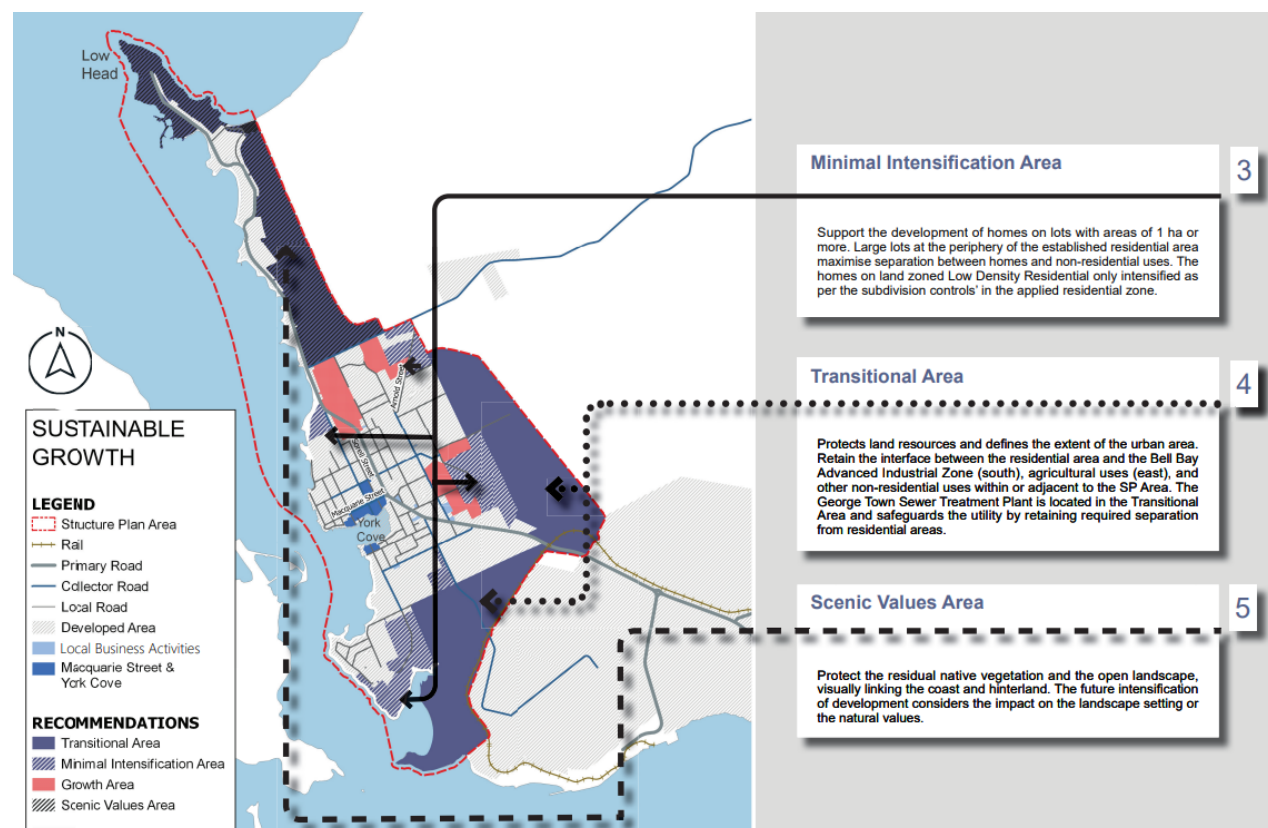 Low
Head
N
SUSTAINABLE
GROWTH
LEGEND
Structure Plan Area
Rail
Primary Road
Collector Road
Local Road
Developed Area
Local Business Activities
Macquarie Street &
York Cove
RECOMMENDATIONS
Transitional Area
Minimal Intensification Area
Growth Area
Scenic Values Area
Arnold Street
Sorell Street
Macquarie Street
York
Cove
Minimal Intensification Area
3
Support the development of homes on lots with areas of 1 ha or
more. Large lots at the periphery of the established residential area
maximise separation between homes and non-residential uses. The
homes on land zoned Low Density Residential only intensified as
per the subdivision controls' in the applied residential zone.
Transitional Area
4
Protects land resources and defines the extent of the urban area.
Retain the interface between the residential area and the Bell Bay
Advanced Industrial Zone (south), agricultural uses (east), and
other non-residential uses within or adjacent to the SP Area. The
George Town Sewer Treatment Plant is located in the Transitional
Area and safeguards the utility by retaining required separation
from residential areas.
Scenic Values Area
5
Protect the residual native vegetation and the open landscape,
visually linking the coast and hinterland. The future intensification
of development considers the impact on the landscape setting or
the natural values.